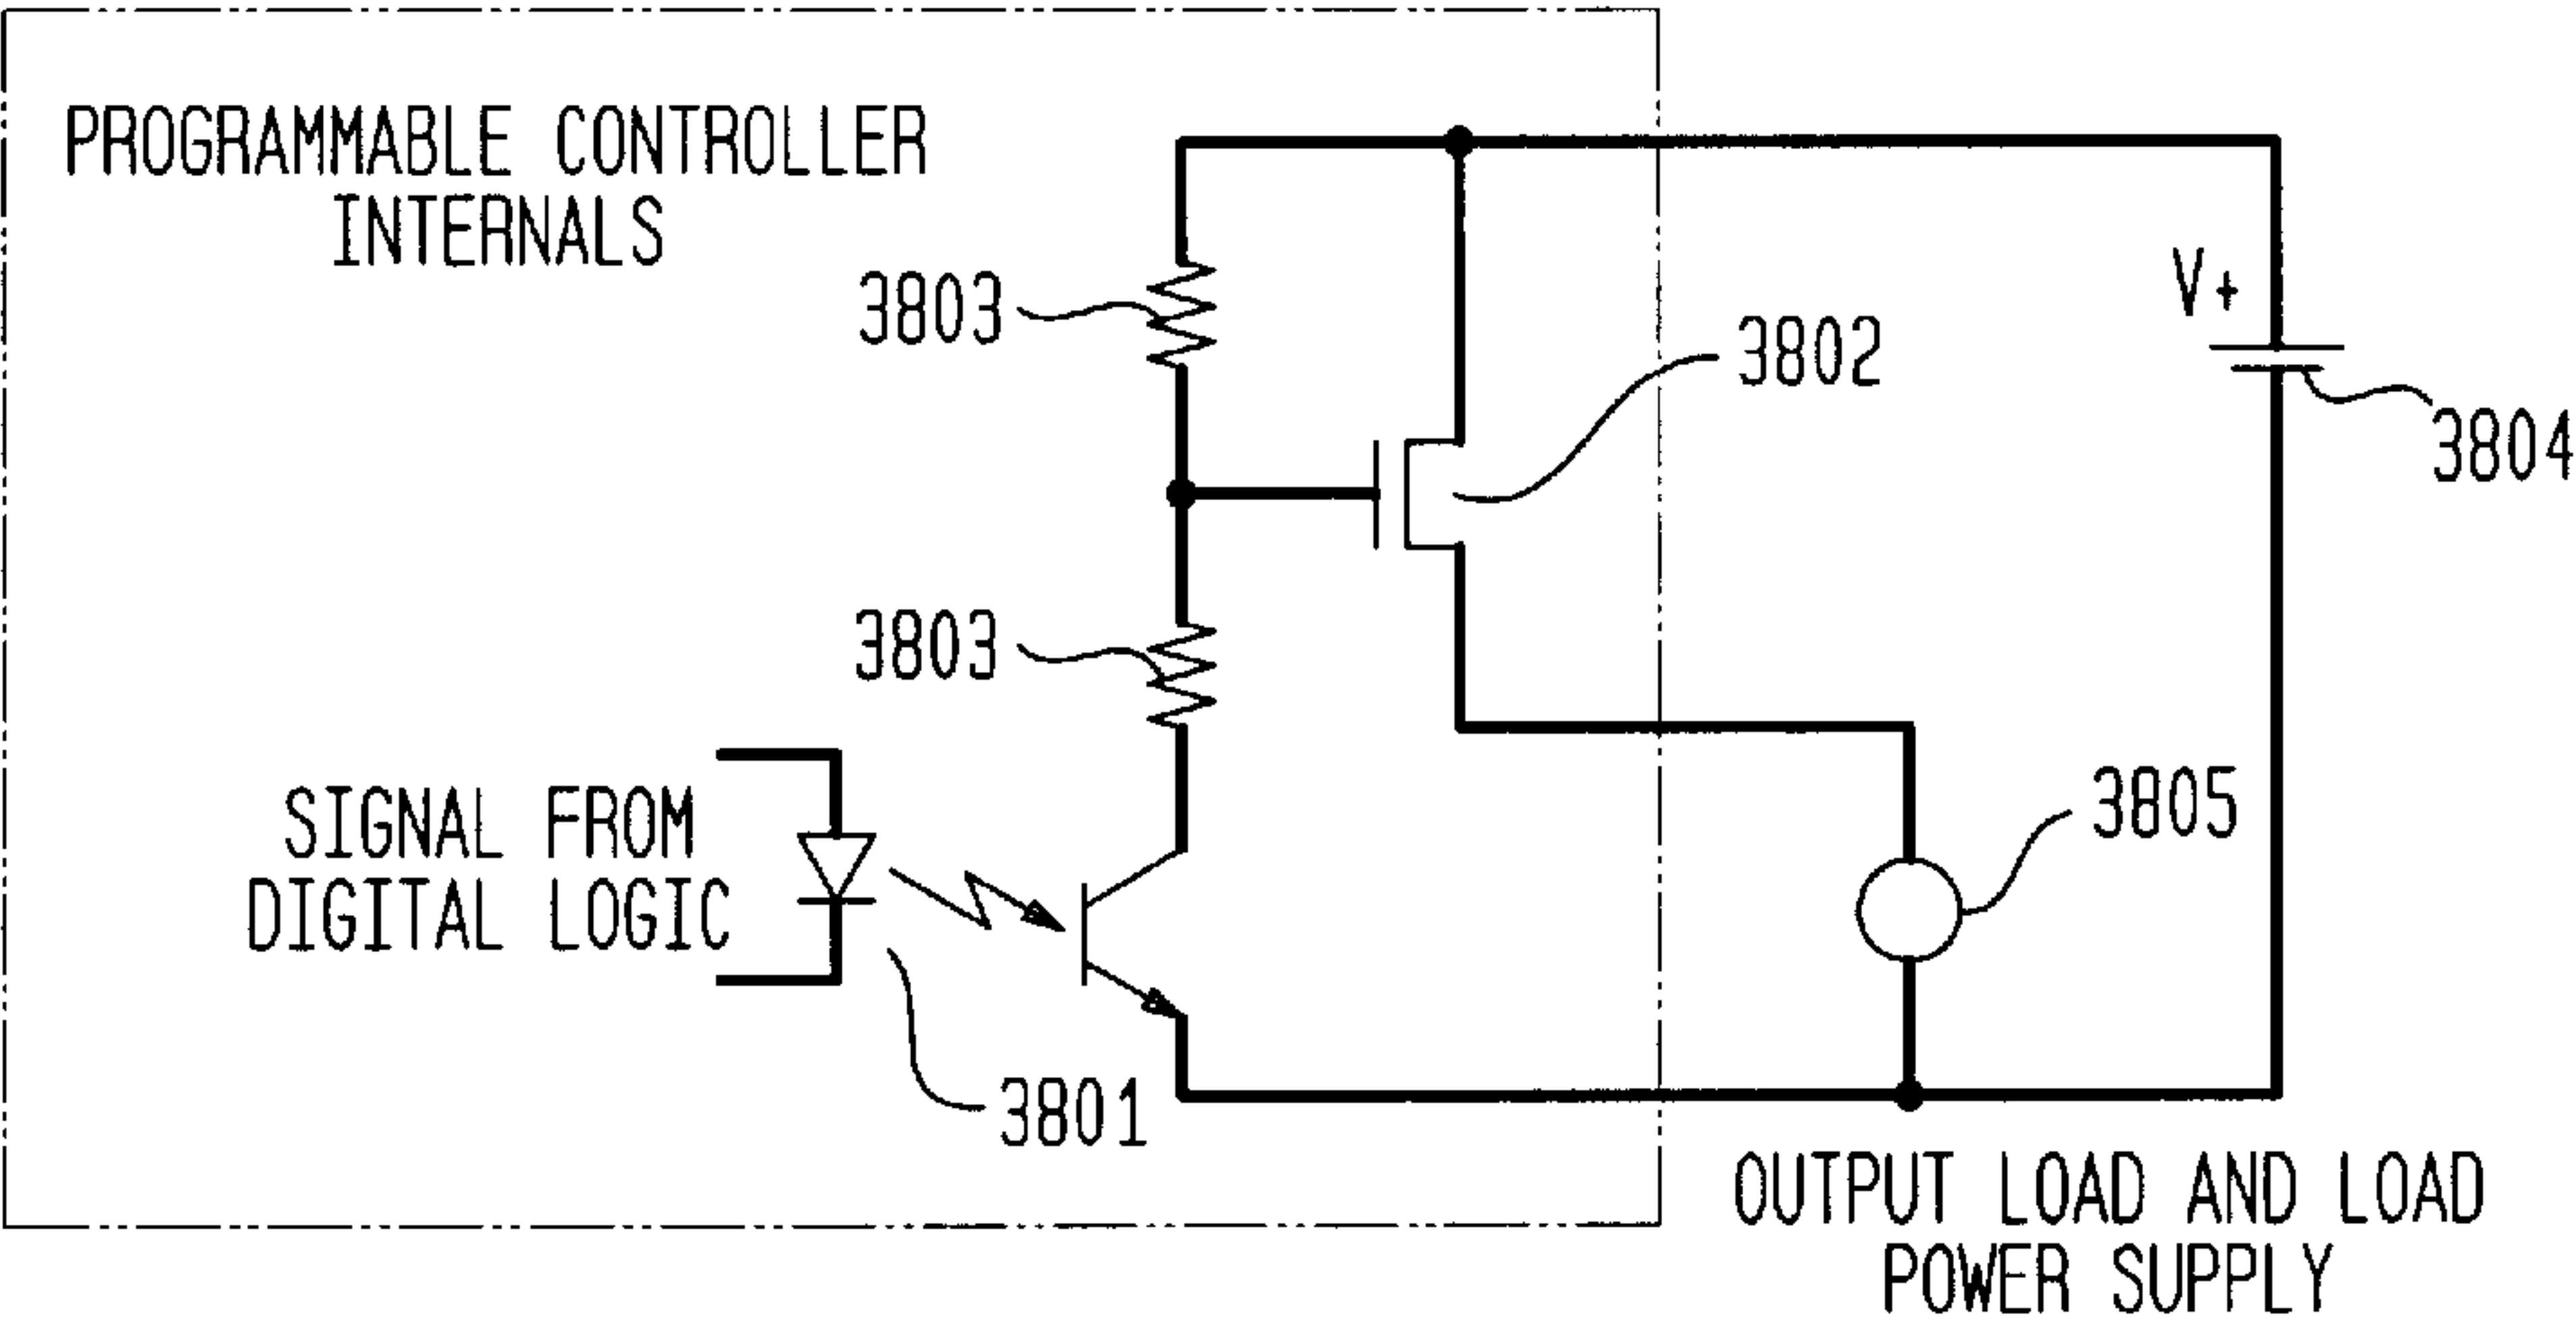 PROGRAMMABLE CONTROLLER
INTERNALS
3803
V+
3802
3804
3803
3805
SIGNAL FROM
DIGITAL LOGIC
3801
OUTPUT LOAD AND LOAD
POWER SUPPLY